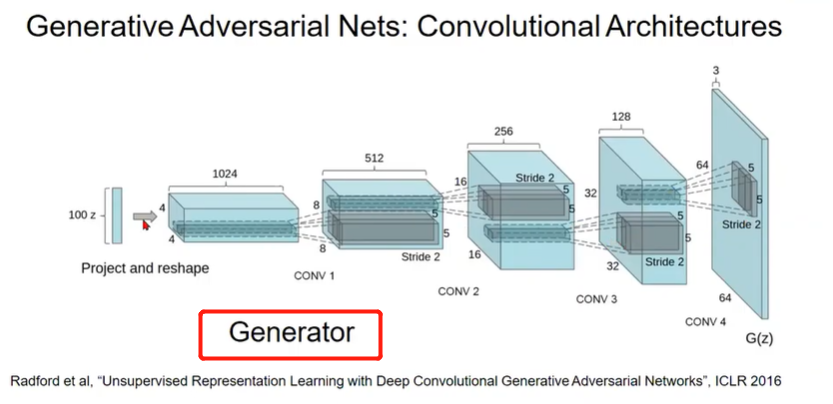 Generative Adversarial Nets: Convolutional Architectures
3
128
256
512
1024
64
5
Stride 2
16
5
32
5
100 z
4
8
5
5
5
Stride 2
4
5
5
8
Stride 2
16
32
Stride 2
Project and reshape
CONV 1
CONV 2
CONV 3
64
CONV 4
G(z)
Generator
Radford et al, “Unsupervised Representation Learning with Deep Convolutional Generative Adversarial Networks”, ICLR 2016